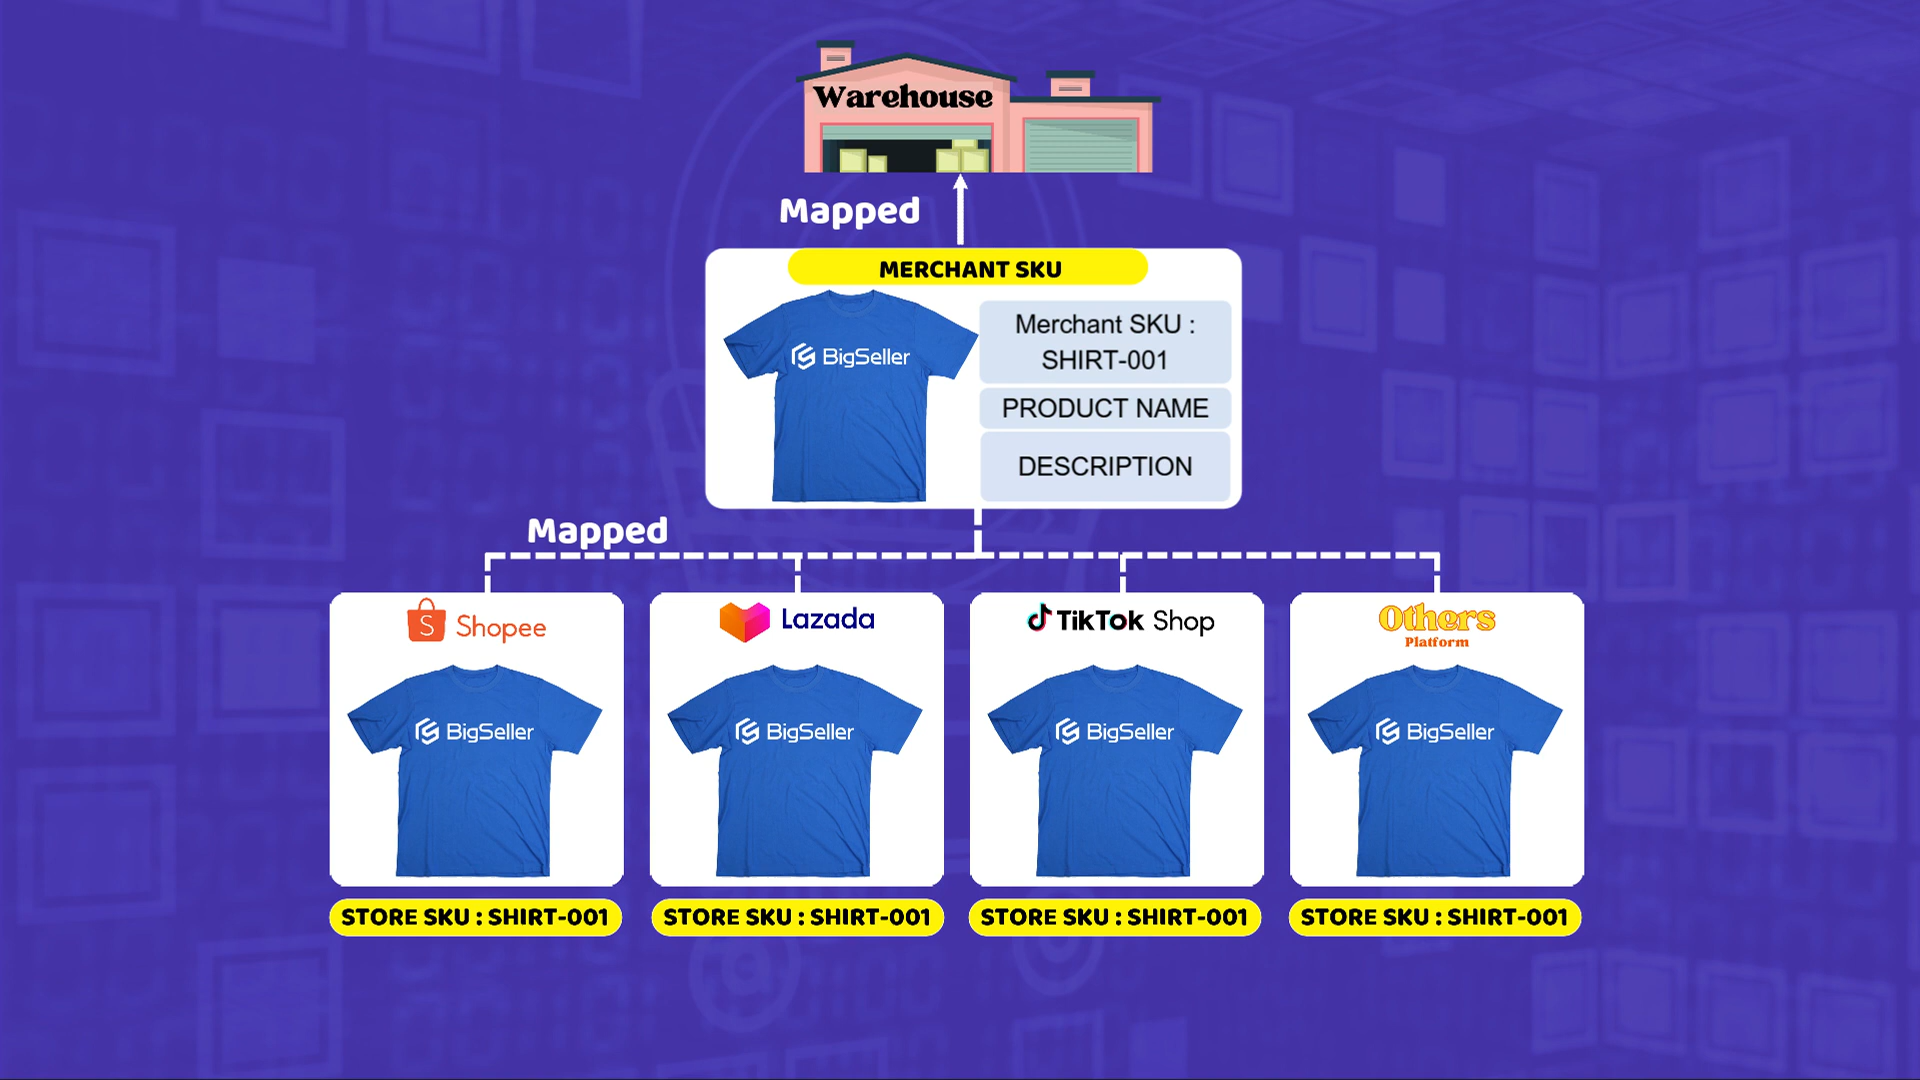 Warehouse
Mapped
MERCHANT SKU
BigSeller
Merchant SKU :
SHIRT-001
PRODUCT NAME
DESCRIPTION
Mapped
Shopee
Lazada
TikTok Shop
Others
Platform
BigSeller
BigSeller
BigSeller
BigSeller
STORE SKU : SHIRT-001
STORE SKU : SHIRT-001
STORE SKU : SHIRT-001
STORE SKU : SHIRT-001